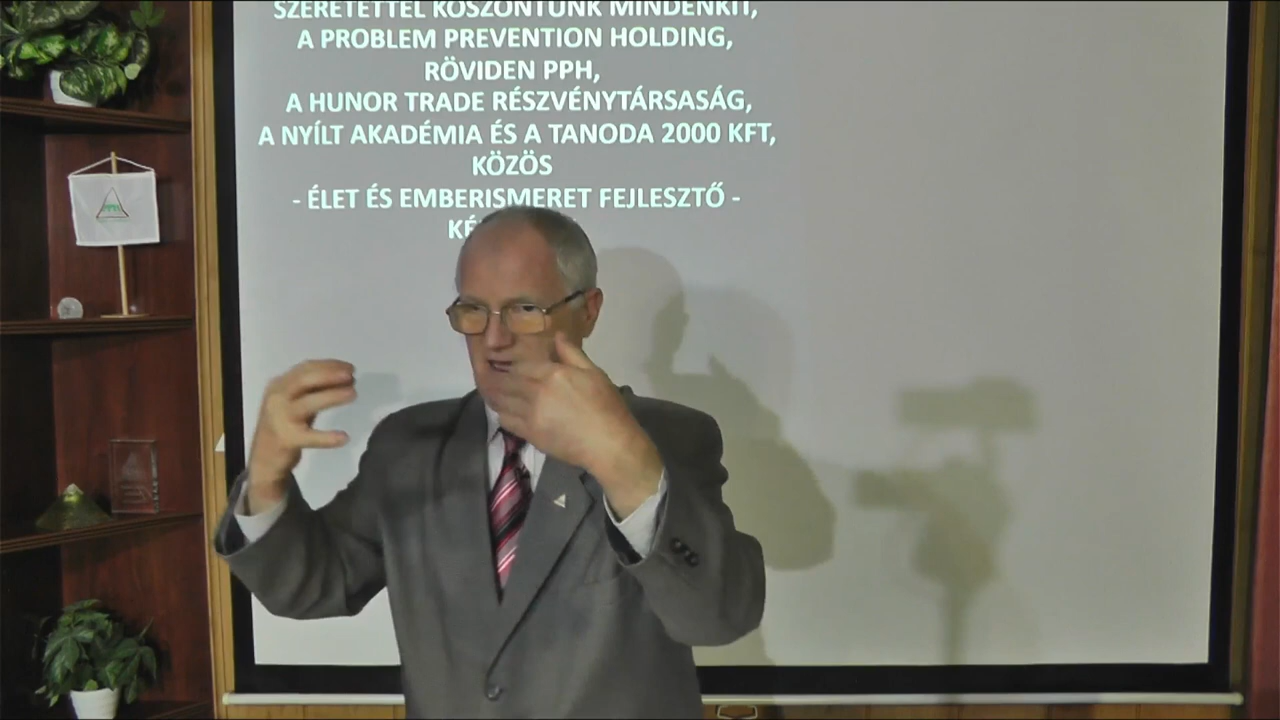 SZERETETTEL KÖSZÖNTÜNK MINDENKIT,
A PROBLEM PREVENTION HOLDING,
RÖVIDEN PPH,
A HUNOR TRADE RÉSZVÉNYTÁRSASÁG,
A NYÍLT AKADÉMIA ÉS A TANODA 2000 KFT,
KÖZÖS
- ÉLET ÉS EMBERISMERET FEJLESZTŐ -